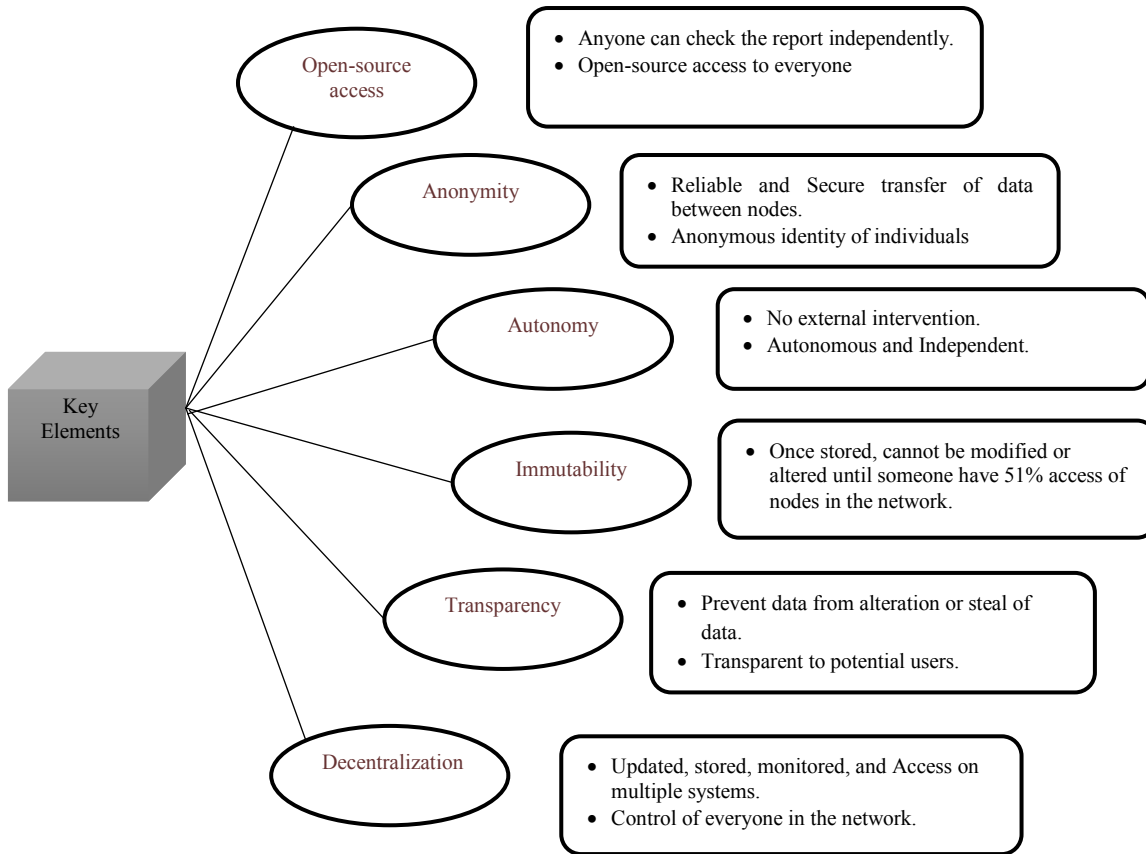 Open-source
access
• Anyone can check the report independently.
• Open-source access to everyone
Anonymity
• Reliable and Secure transfer of data
between nodes.
• Anonymous identity of individuals
Autonomy
• No external intervention.
• Autonomous and Independent.
Key
Elements
Immutability
• Once stored, cannot be modified or
altered until someone have 51% access of
nodes in the network.
Transparency
• Prevent data from alteration or steal of
data.
• Transparent to potential users.
Decentralization
• Updated, stored, monitored, and Access on
multiple systems.
• Control of everyone in the network.